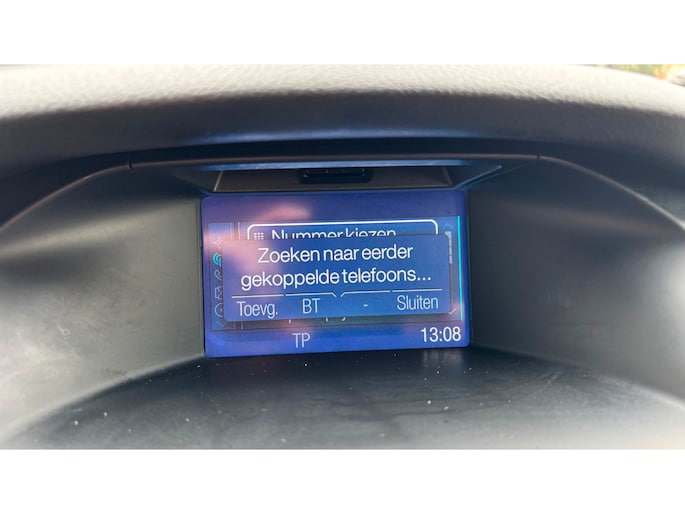 Nummer kiezen
Zoeken naar eerder
gekoppelde telefoons...
Toevg. BT - Sluiten
TP 13:08